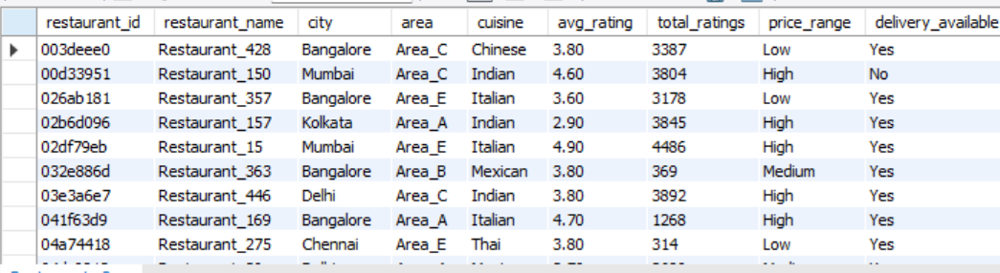 restaurant_id restaurant_name city area cuisine avg_rating total_ratings price_range delivery_available
003deee0 Restaurant_428 Bangalore Area_C Chinese 3.80 3387 Low Yes
00d33951 Restaurant_150 Mumbai Area_C Indian 4.60 3804 High No
026ab181 Restaurant_357 Bangalore Area_E Italian 3.60 3178 Low Yes
02b6d096 Restaurant_157 Kolkata Area_A Indian 2.90 3845 High Yes
02df79eb Restaurant_15 Mumbai Area_E Italian 4.90 4486 High Yes
032e886d Restaurant_363 Bangalore Area_B Mexican 3.80 369 Medium Yes
03e3a6e7 Restaurant_446 Delhi Area_C Indian 3.80 3892 High Yes
041f63d9 Restaurant_169 Bangalore Area_A Italian 4.70 1268 High Yes
04a74418 Restaurant_275 Chennai Area_E Thai 3.80 314 Low Yes